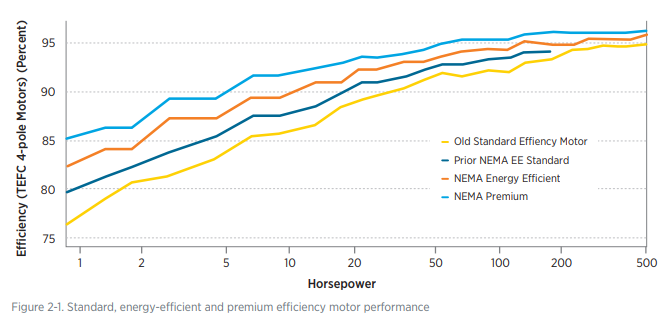 Efficiency (TEFC 4-pole Motors) (Percent)
95
90
85
80
75
Old Standard Effiency Motor
Prior NEMA EE Standard
NEMA Energy Efficient
NEMA Premium
1 2 5 10 20 50 100 200 500
Horsepower
Figure 2-1. Standard, energy-efficient and premium efficiency motor performance